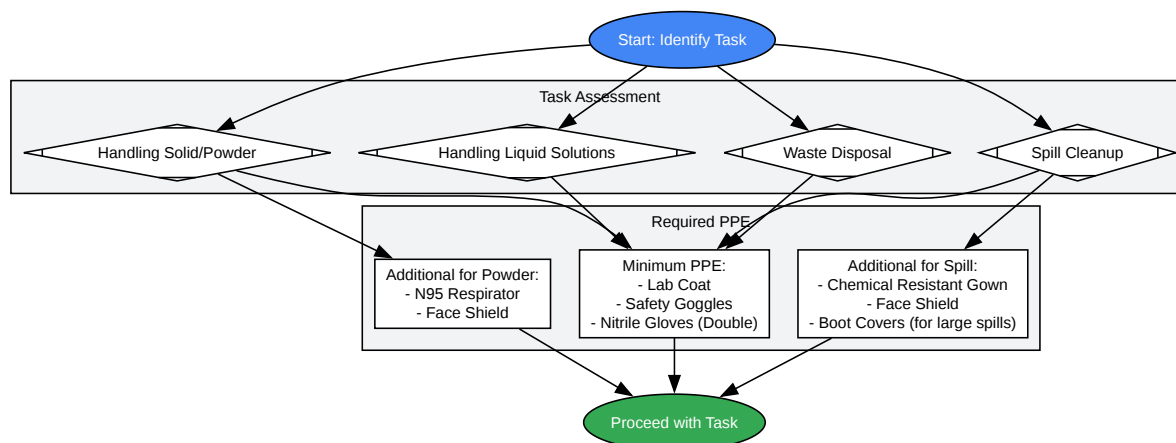 Start: Identify Task
Task Assessment
Handling Solid/Powder
Handling Liquid Solutions
Waste Disposal
Spill Cleanup
Required PPE
Additional for Powder:
- N95 Respirator
- Face Shield
Minimum PPE:
- Lab Coat
- Safety Goggles
- Nitrile Gloves (Double)
Additional for Spill:
- Chemical Resistant Gown
- Face Shield
- Boot Covers (for large spills)
Proceed with Task